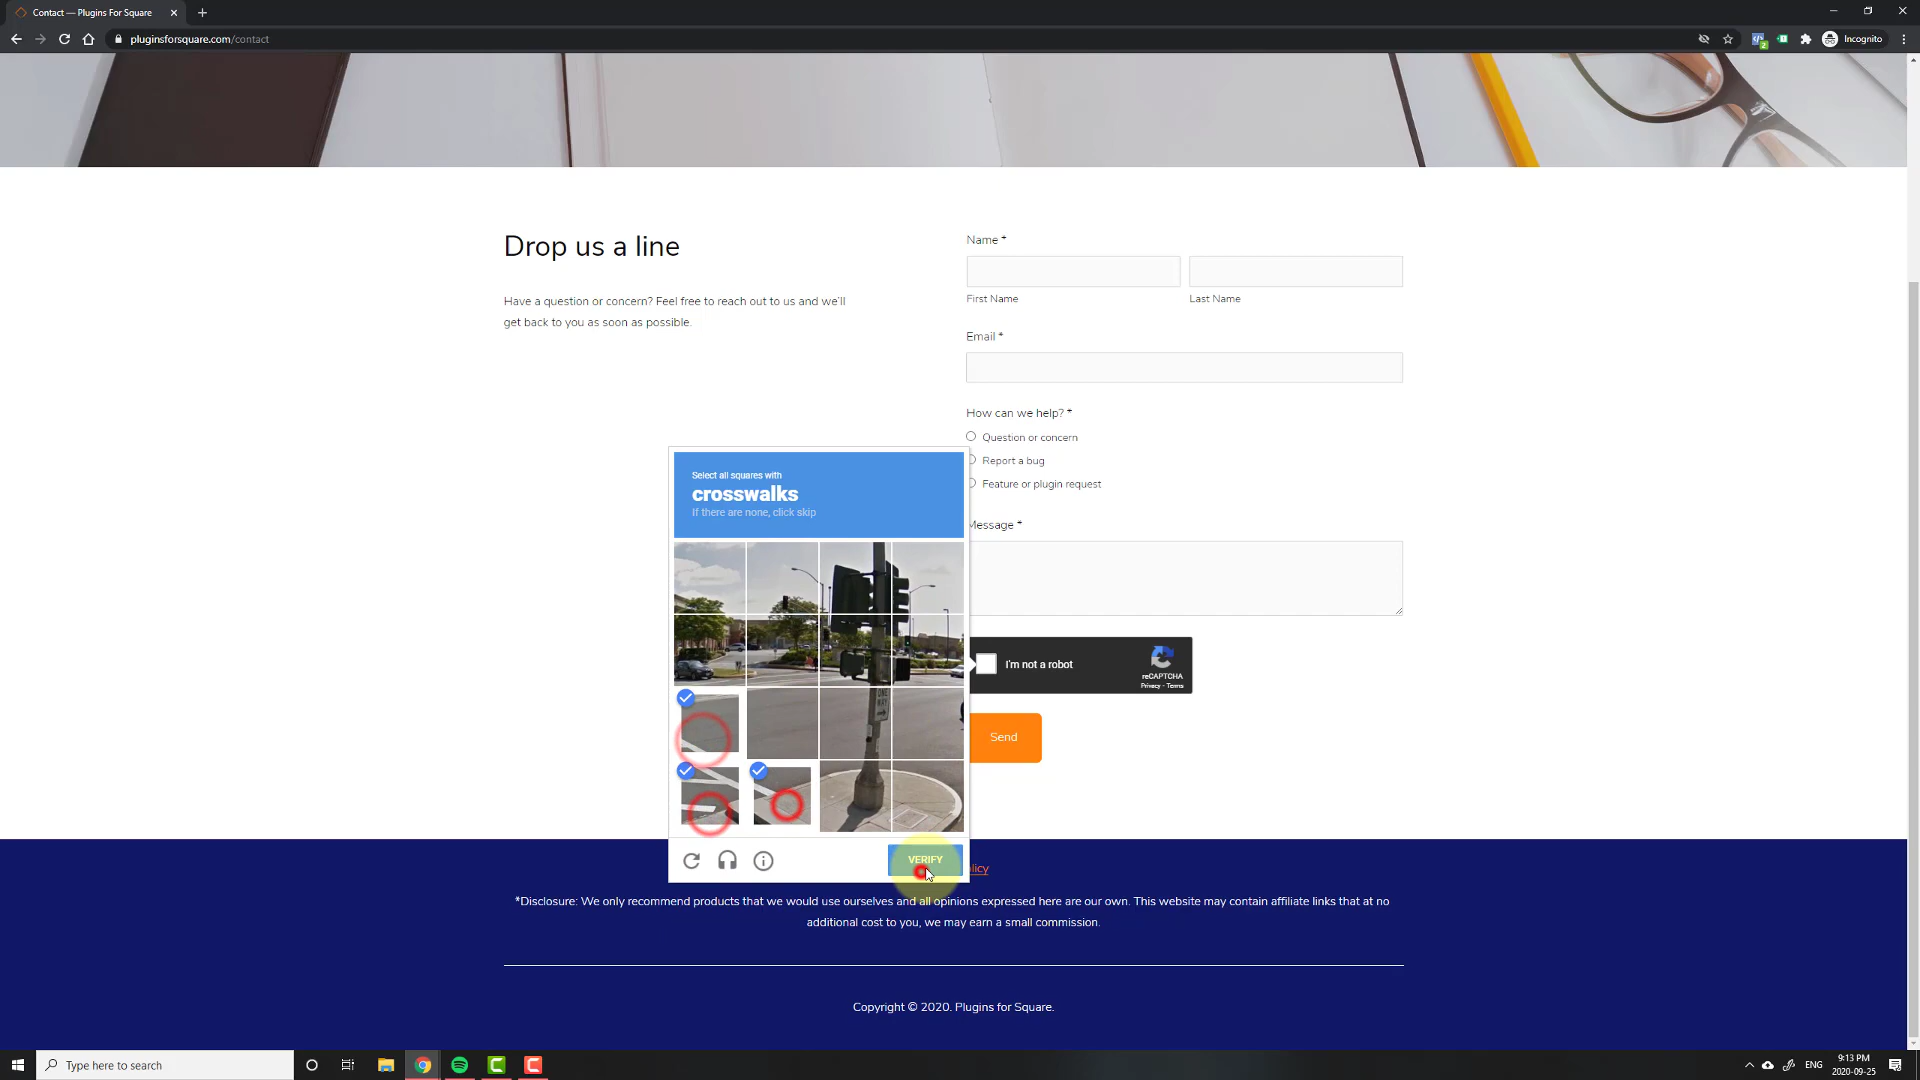 Contact — Plugins For Square
pluginsforsquare.com/contact
Incognito
2
Drop us a line
Have a question or concern? Feel free to reach out to us and we'll
get back to you as soon as possible.
Name *
First Name
Last Name
Email *
How can we help? *
Question or concern
Report a bug
Feature or plugin request
Message *
Select all squares with
crosswalks
If there are none, click skip
ONE
WAY
VERIFY
I'm not a robot
reCAPTCHA
Privacy - Terms
Send
*Disclosure: We only recommend products that we would use ourselves and all opinions expressed here are our own. This website may contain affiliate links that at no
additional cost to you, we may earn a small commission.
Copyright © 2020. Plugins for Square.
Type here to search
ENG
9:13 PM
2020-09-25